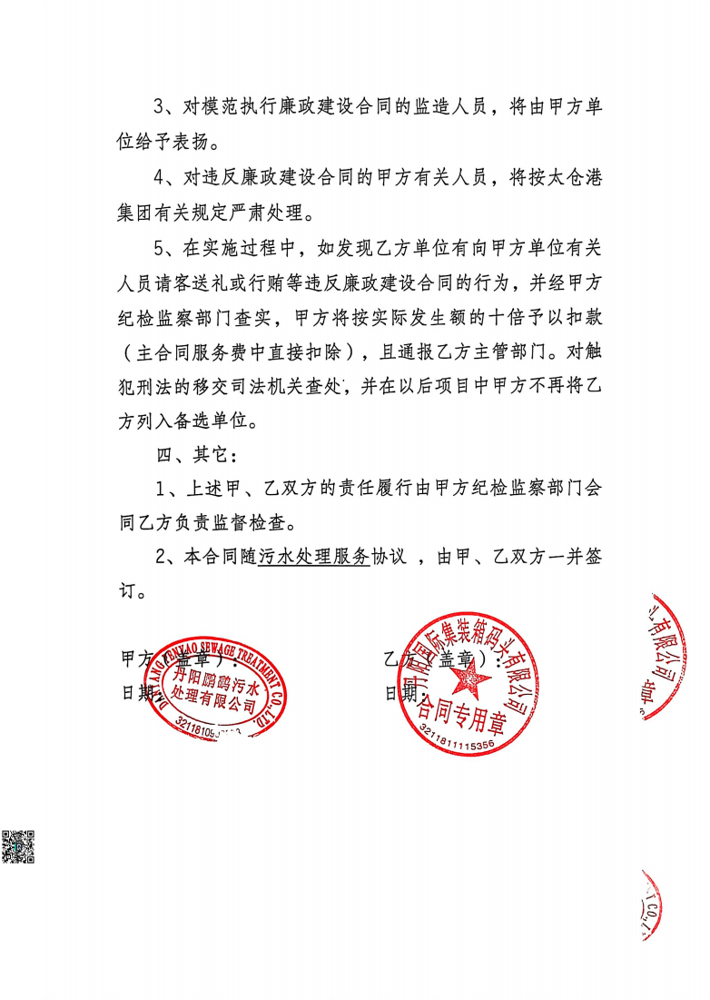 3、对模范执行廉政建设合同的监造人员，将由甲方单
位给予表扬。
4、对违反廉政建设合同的甲方有关人员，将按太仓港
集团有关规定严肃处理。
5、在实施过程中，如发现乙方单位有向甲方单位有关
人员请客送礼或行贿等违反廉政建设合同的行为，并经甲方
纪检监察部门查实，甲方将按实际发生额的十倍予以扣款
（主合同服务费中直接扣除），且通报乙方主管部门。对触
犯刑法的移交司法机关查处，并在以后项目中甲方不再将乙
方列入备选单位。
四、其它：
1、上述甲、乙双方的责任履行由甲方纪检监察部门会
同乙方负责监督检查。
2、本合同随污水处理服务协议 ，由甲、乙双方一并签
订。
甲方（盖章）：
日期：
DANYANG PENYAO SEWAGE TREATMENT CO.,LTD.
丹阳鹏鹞污水
处理有限公司
3211810
乙方（盖章）：
日期：
国际集装箱码头有限公司
合同专用章
3211811115356
头有限公司
章
CO.,L